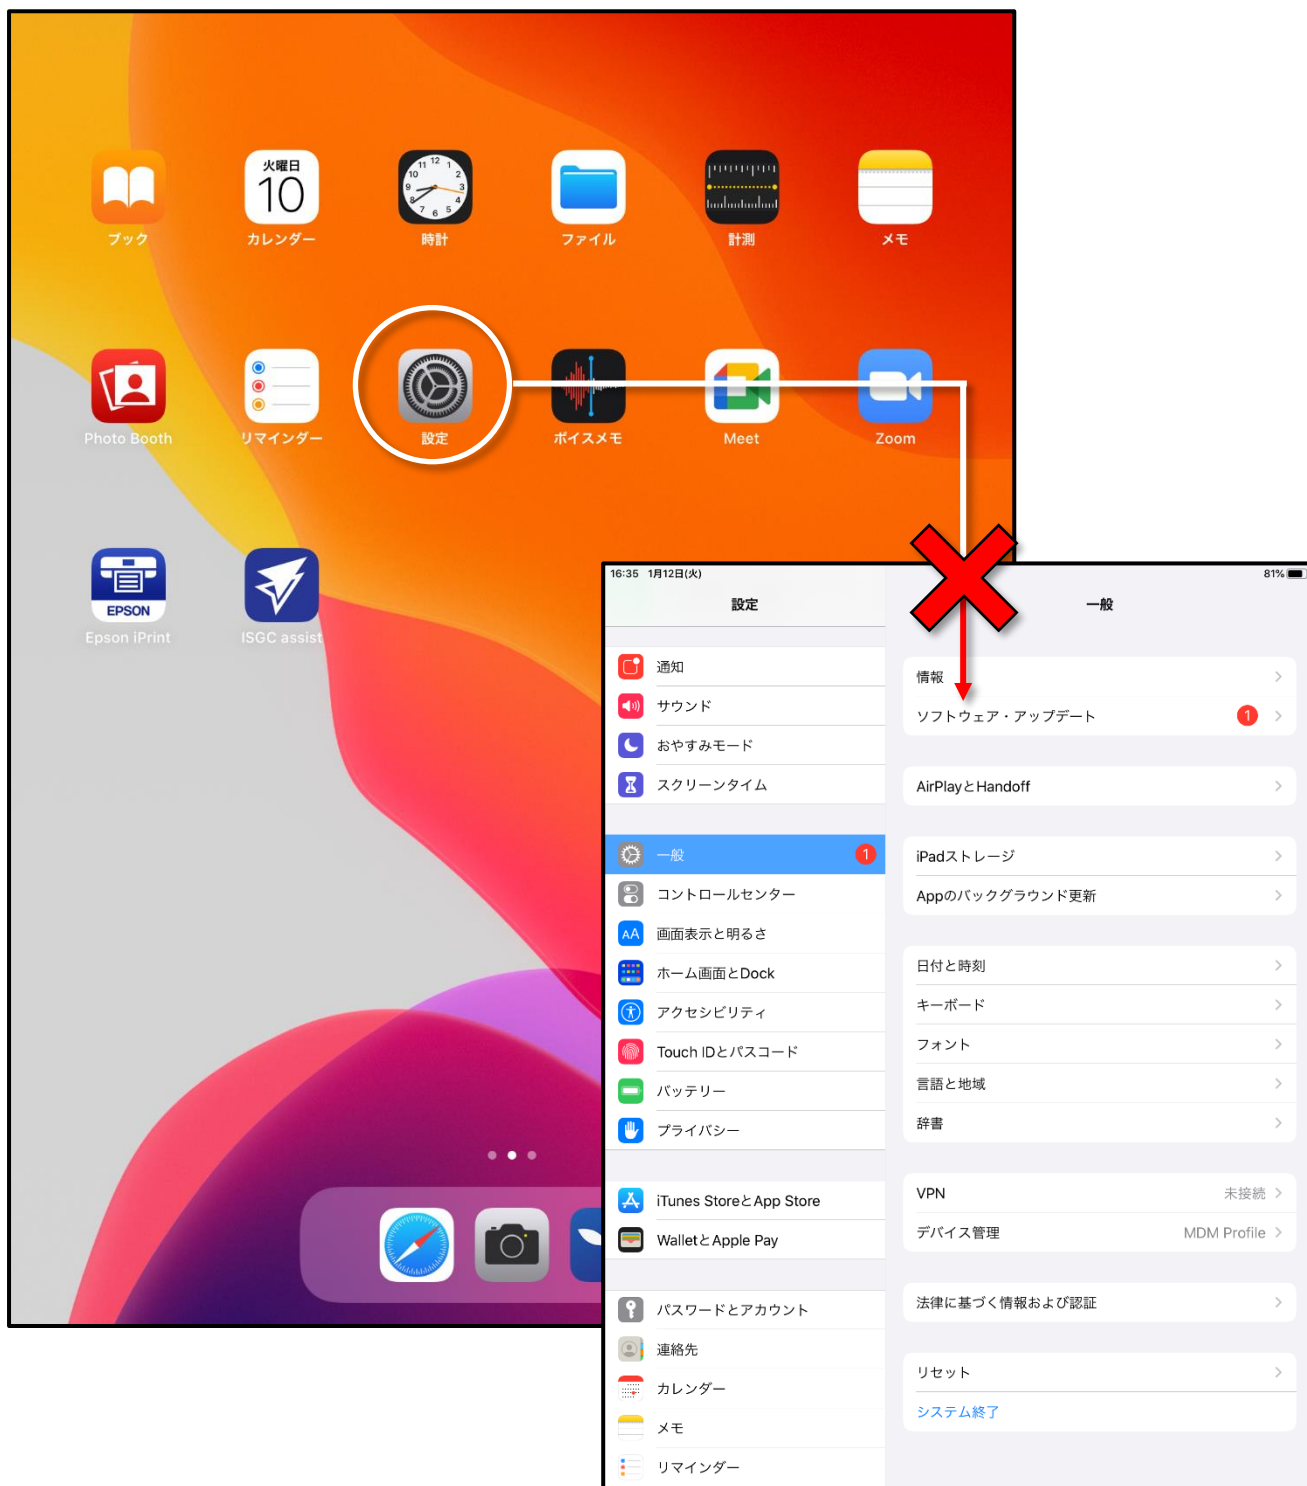 火曜日
10
12
11
1
10
2
9
3
8
4
7
6
5
ブック
カレンダー
時計
ファイル
計測
メモ
Photo Booth
リマインダー
設定
ボイスメモ
Meet
Zoom
EPSON
Epson iPrint
ISGC assist
16:35 1月12日(火)
81%
設定
通知
サウンド
おやすみモード
スクリーンタイム
一般
1
コントロールセンター
AA
画面表示と明るさ
ホーム画面とDock
アクセシビリティ
Touch IDとパスコード
バッテリー
プライバシー
iTunes StoreとApp Store
WalletとApple Pay
パスワードとアカウント
連絡先
カレンダー
メモ
リマインダー
一般
情報
ソフトウェア・アップデート 1
AirPlayとHandoff
iPadストレージ
Appのバックグラウンド更新
日付と時刻
キーボード
フォント
言語と地域
辞書
VPN 未接続
デバイス管理 MDM Profile
法律に基づく情報および認証
リセット
システム終了